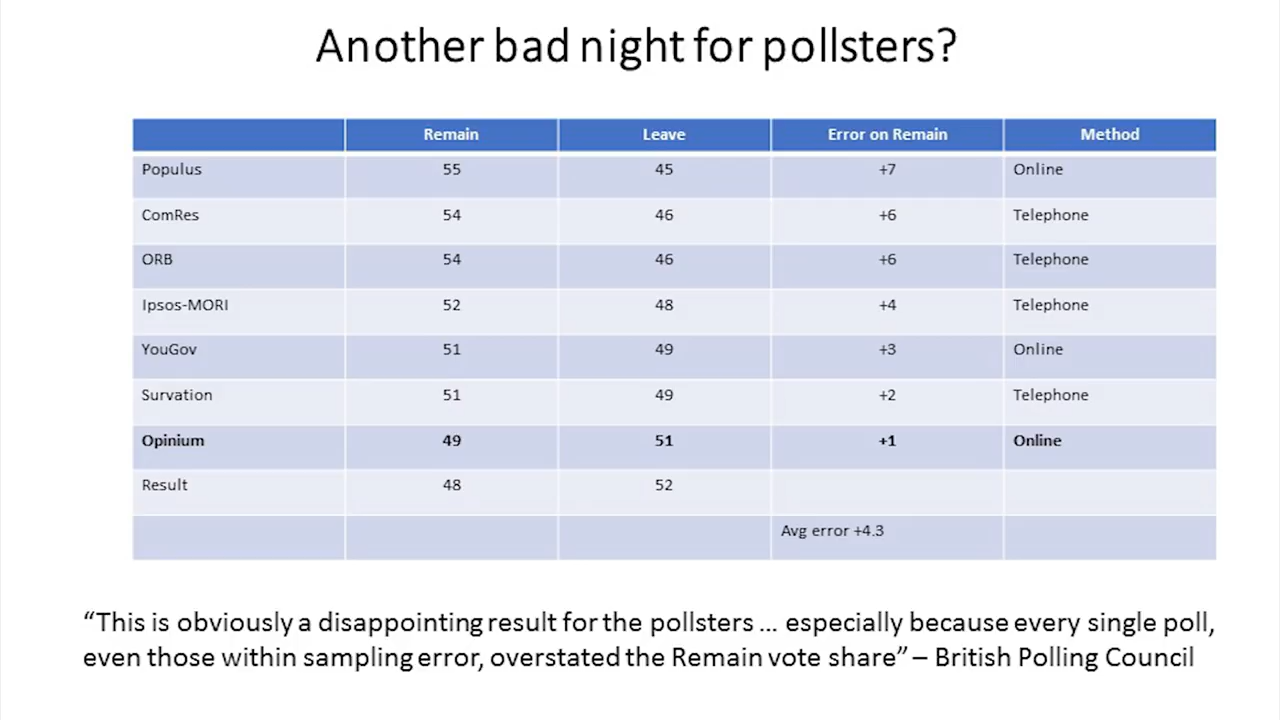 Another bad night for pollsters?
Remain Leave Error on Remain Method
Populus 55 45 +7 Online
ComRes 54 46 +6 Telephone
ORB 54 46 +6 Telephone
Ipsos-MORI 52 48 +4 Telephone
YouGov 51 49 +3 Online
Survation 51 49 +2 Telephone
Opinium 49 51 +1 Online
Result 48 52
Avg error +4.3
“This is obviously a disappointing result for the pollsters … especially because every single poll,
even those within sampling error, overstated the Remain vote share” – British Polling Council